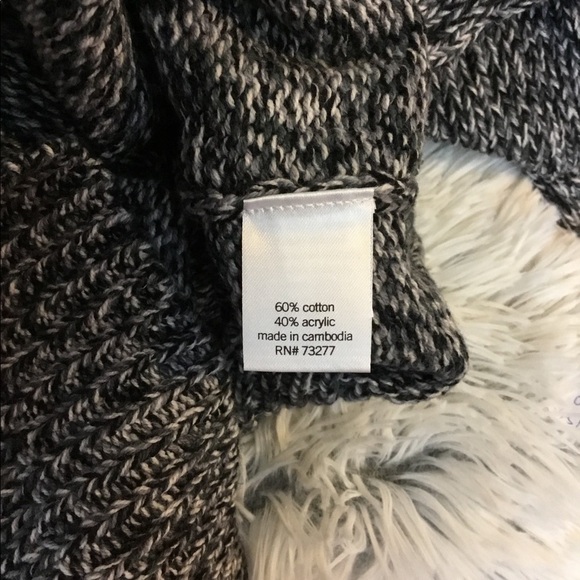 60% cotton
40% acrylic
made in cambodia
RN# 73277